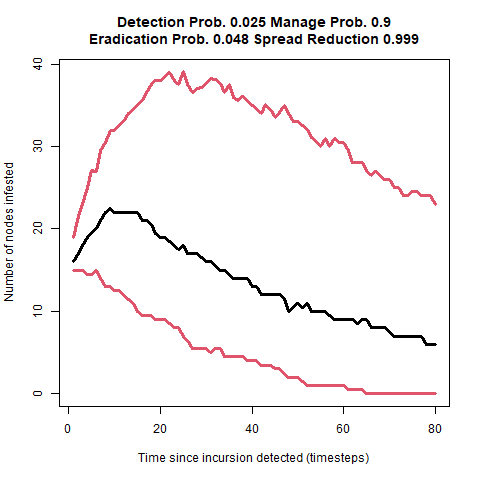 Detection Prob. 0.025 Manage Prob. 0.9
Eradication Prob. 0.048 Spread Reduction 0.999
Number of nodes infested
40
30
20
10
0
0 20 40 60 80
Time since incursion detected (timesteps)